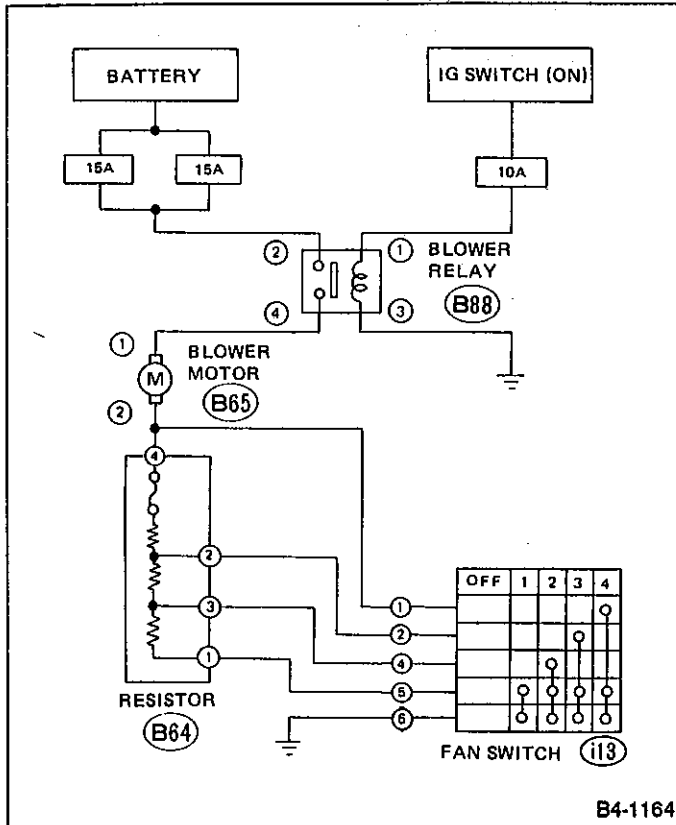 BATTERY
IG SWITCH (ON)
15A
15A
10A
2
1
BLOWER
RELAY
B88
4
3
1
BLOWER
MOTOR
B65
M
2
4
2
3
1
RESISTOR
B64
OFF 1 2 3 4
1
2
4
5
6
FAN SWITCH i13
B4-1164